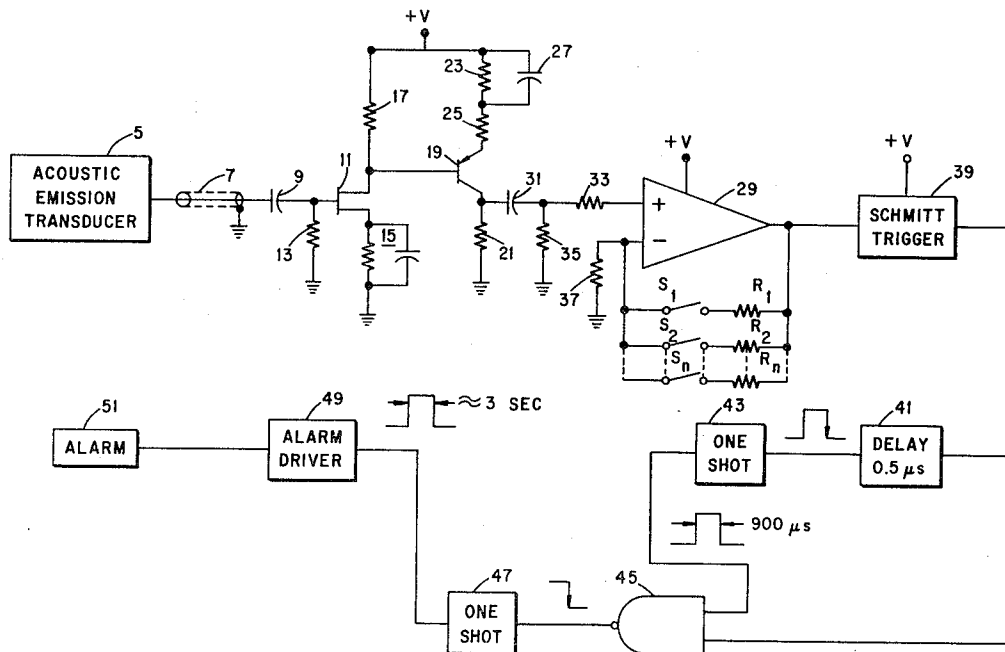 +V
27
23
17
25
5
19
ACOUSTIC
EMISSION
TRANSDUCER
7
9
11
31
33
+V
29
+V
39
SCHMITT
TRIGGER
+
−
13
15
21
35
37
S1
R1
S2
R2
Sn
Rn
51
ALARM
49
ALARM
DRIVER
≈3 SEC
43
ONE
SHOT
41
DELAY
0.5 μs
900 μs
47
ONE
SHOT
45